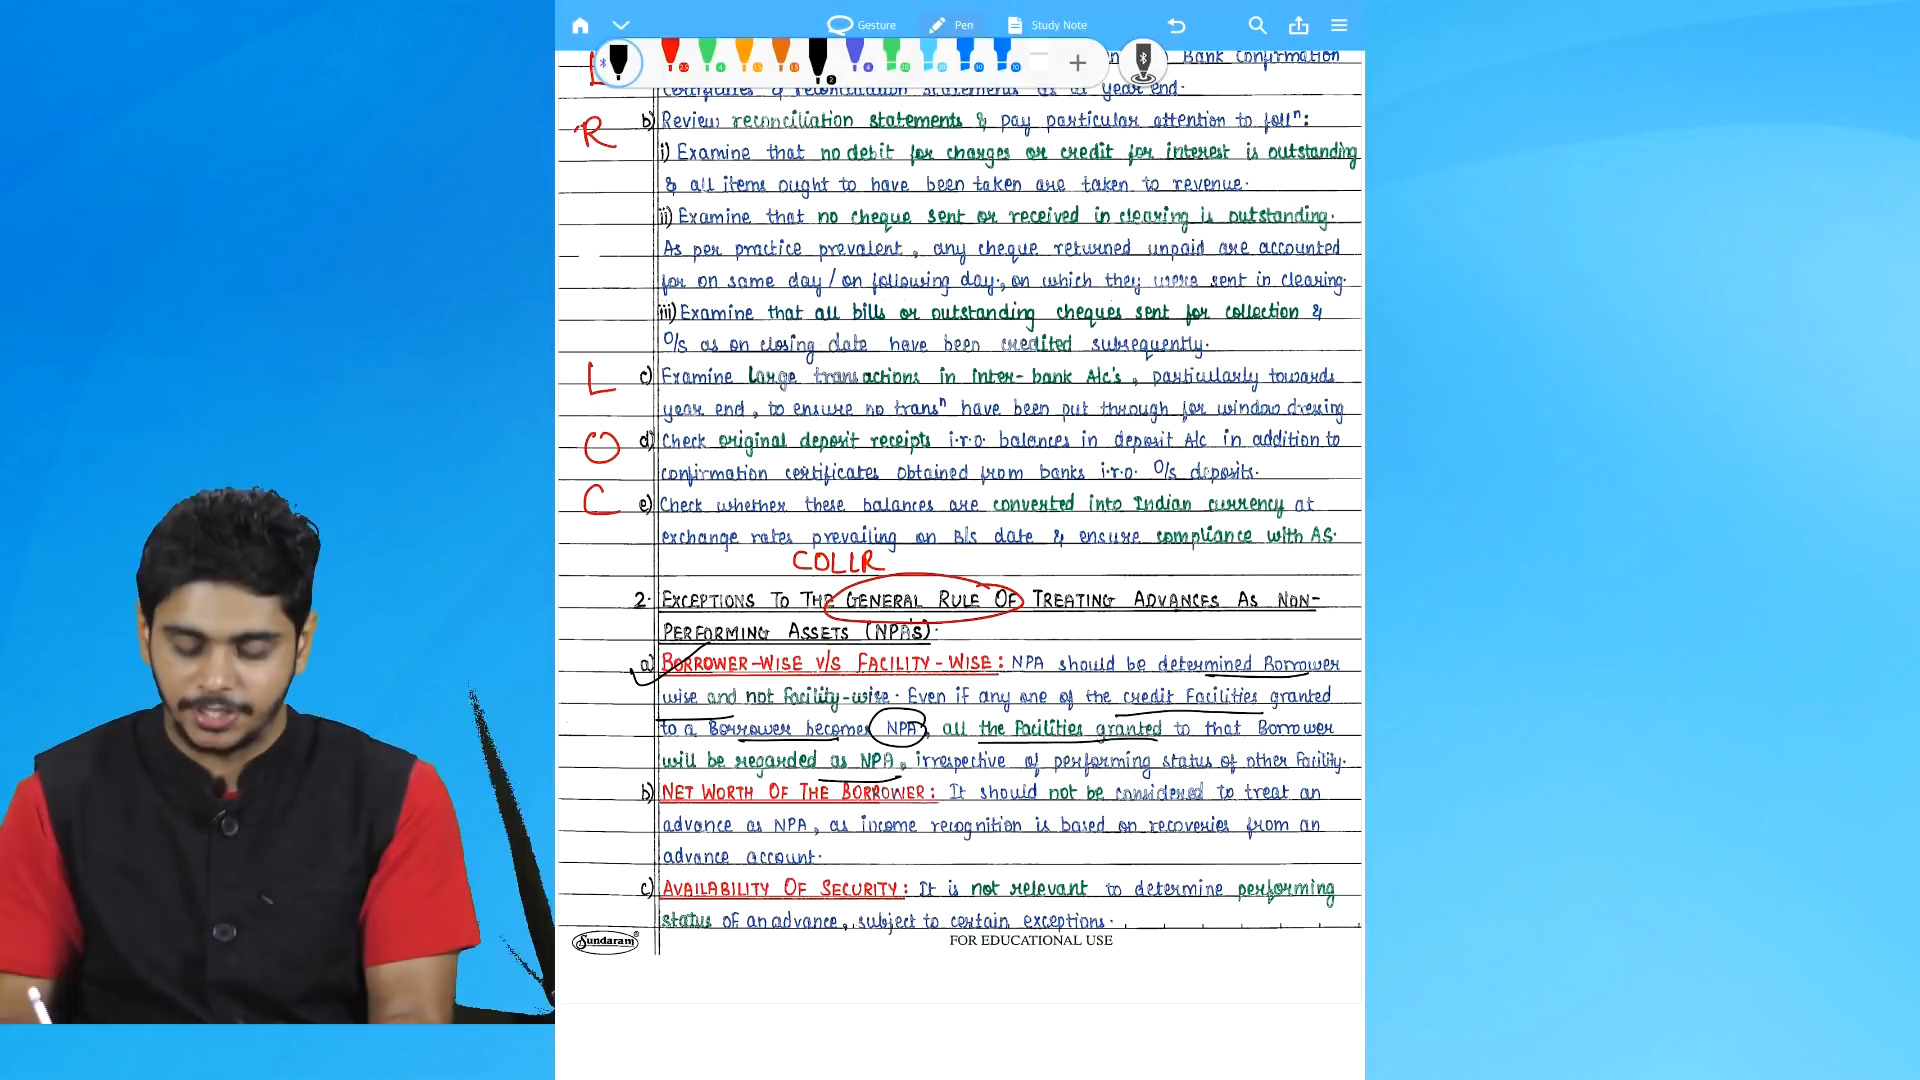 Gesture Pen Study Note
Bank Confirmation
certificates & reconciliation statements as at year end.
R b) Review reconciliation statements & pay particular attention to follⁿ:
i) Examine that no debit for charges or credit for interest is outstanding
& all items ought to have been taken are taken to revenue.
ii) Examine that no cheque sent or received in clearing is outstanding.
As per practice prevalent, any cheque returned unpaid are accounted
for on same day / on following day, on which they were sent in clearing.
iii) Examine that all bills or outstanding cheques sent for collection &
O/s as on closing date have been credited subsequently.
L c) Examine large transactions in inter-bank A/c's, particularly towards
year end, to ensure no transⁿ have been put through for window dressing
O d) Check original deposit receipts i.r.o. balances in deposit A/c in addition to
confirmation certificates obtained from banks i.r.o. O/s deposits.
C e) Check whether these balances are converted into Indian currency at
exchange rates prevailing on B/s date & ensure compliance with AS.
COLLR
2. EXCEPTIONS TO THE GENERAL RULE OF TREATING ADVANCES AS NON-
PERFORMING ASSETS (NPA'S).
a) BORROWER-WISE V/S FACILITY-WISE: NPA should be determined Borrower
wise and not Facility-wise. Even if any one of the credit Facilities granted
to a Borrower becomes NPA, all the Facilities granted to that Borrower
will be regarded as NPA, irrespective of performing status of other Facility.
b) NET WORTH OF THE BORROWER: It should not be considered to treat an
advance as NPA, as income recognition is based on recoveries from an
advance account.
c) AVAILABILITY OF SECURITY: It is not relevant to determine performing
status of an advance, subject to certain exceptions.
Sundaram® FOR EDUCATIONAL USE